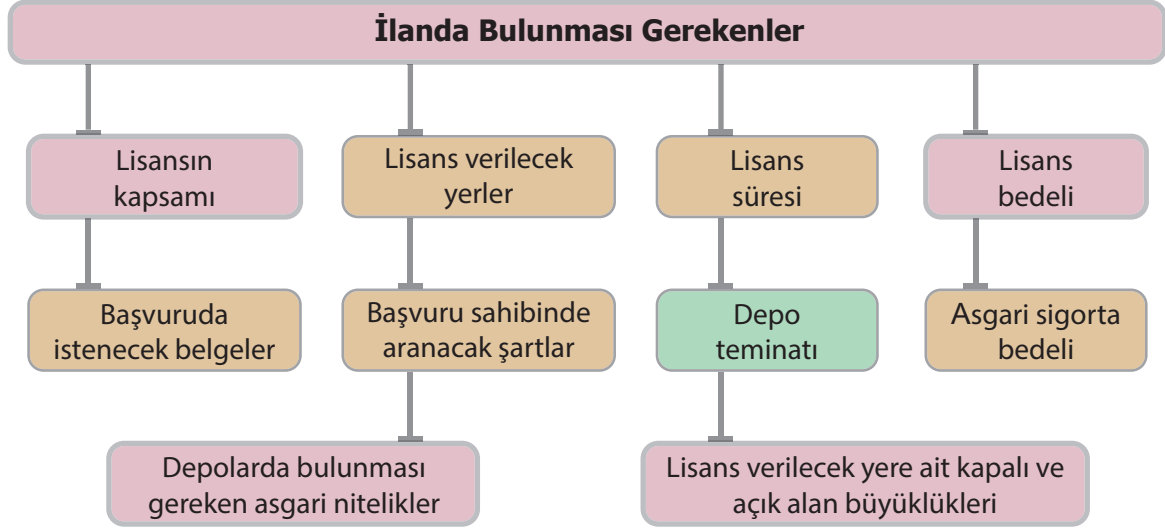 İlanda Bulunması Gerekenler
Lisansın
kapsamı
Lisans verilecek
yerler
Lisans
süresi
Lisans
bedeli
Başvuruda
istenecek belgeler
Başvuru sahibinde
aranacak şartlar
Depo
teminatı
Asgari sigorta
bedeli
Depolarda bulunması
gereken asgari nitelikler
Lisans verilecek yere ait kapalı ve
açık alan büyüklükleri